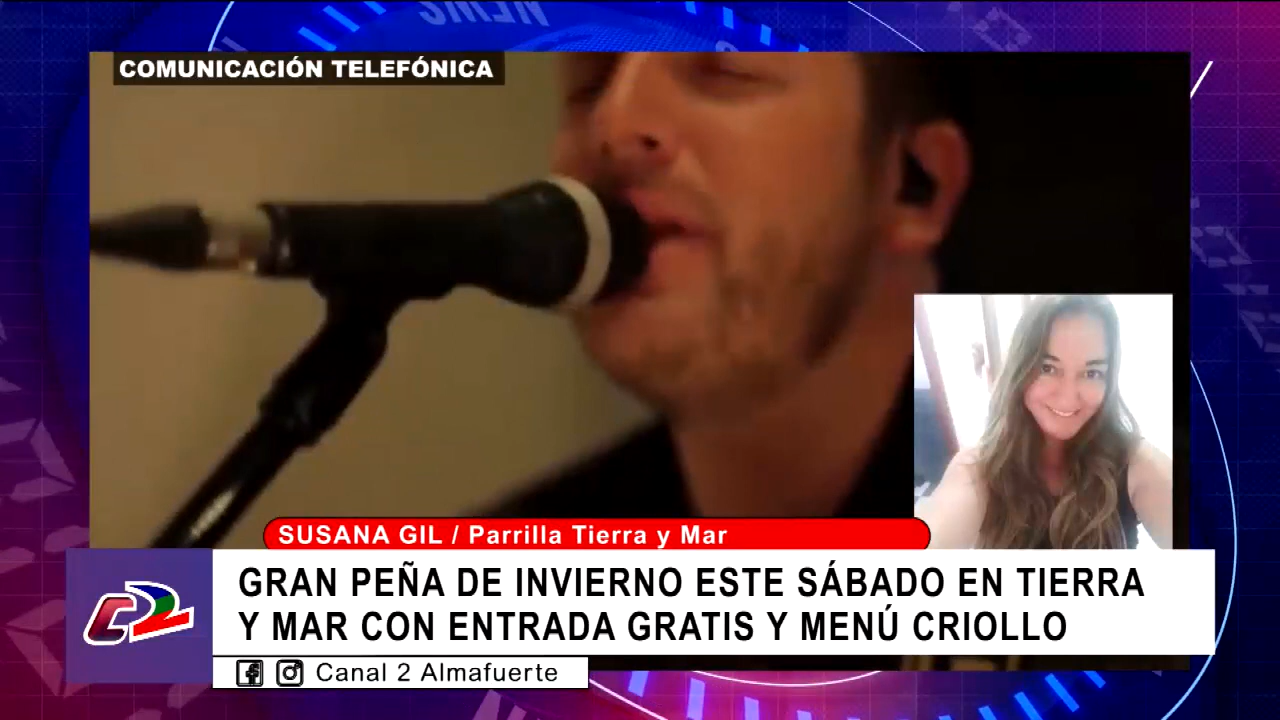 COMUNICACIÓN TELEFÓNICA
SUSANA GIL / Parrilla Tierra y Mar
GRAN PEÑA DE INVIERNO ESTE SÁBADO EN TIERRA
Y MAR CON ENTRADA GRATIS Y MENÚ CRIOLLO
C2
Canal 2 Almafuerte